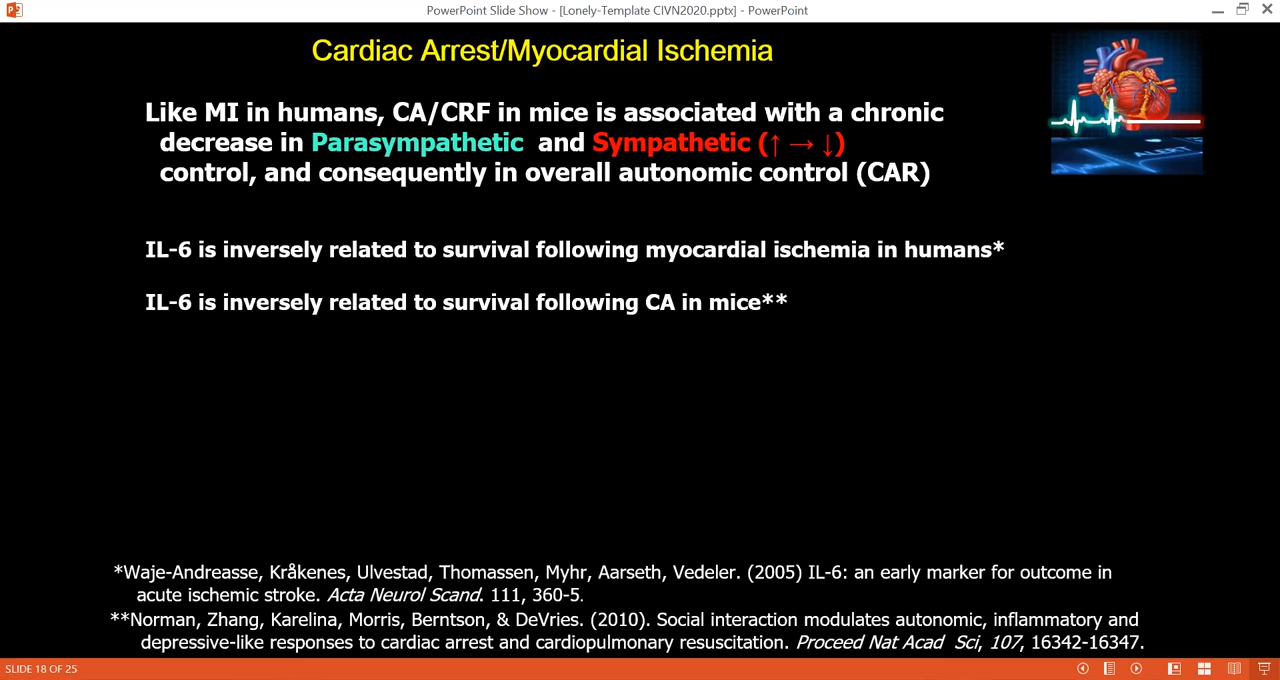 PowerPoint Slide Show - [Lonely-Template CIVN2020.pptx] - PowerPoint
Cardiac Arrest/Myocardial Ischemia
Like MI in humans, CA/CRF in mice is associated with a chronic
decrease in Parasympathetic and Sympathetic (↑ → ↓)
control, and consequently in overall autonomic control (CAR)
ALERT
IL-6 is inversely related to survival following myocardial ischemia in humans*
IL-6 is inversely related to survival following CA in mice**
*Waje-Andreasse, Kråkenes, Ulvestad, Thomassen, Myhr, Aarseth, Vedeler. (2005) IL-6: an early marker for outcome in
acute ischemic stroke. Acta Neurol Scand. 111, 360-5.
**Norman, Zhang, Karelina, Morris, Berntson, & DeVries. (2010). Social interaction modulates autonomic, inflammatory and
depressive-like responses to cardiac arrest and cardiopulmonary resuscitation. Proceed Nat Acad Sci, 107, 16342-16347.
SLIDE 18 OF 25